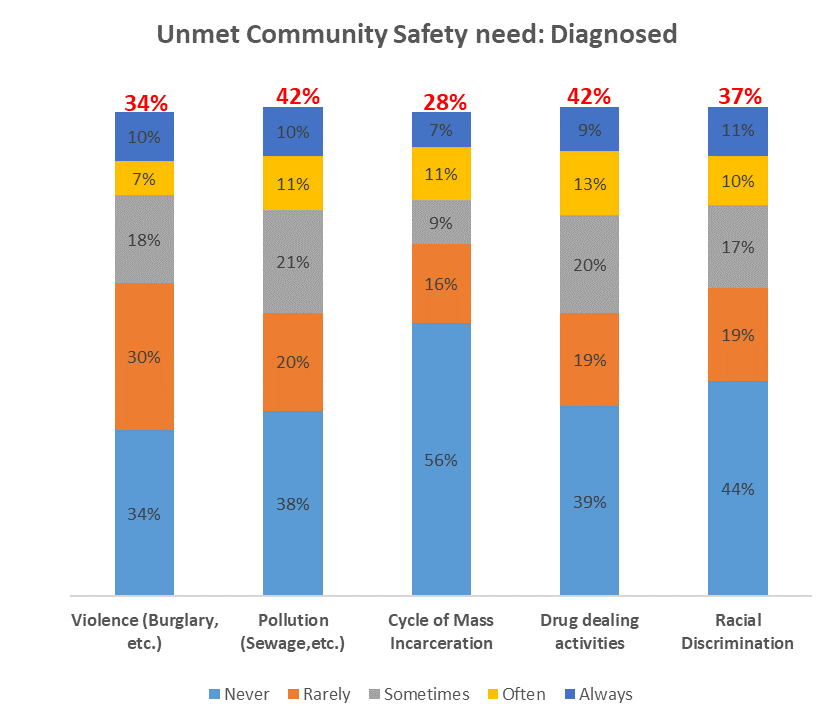 Unmet Community Safety need: Diagnosed
34% 42% 28% 42% 37%
10% 10% 7% 9% 11%
7% 11% 11% 13% 10%
18% 21% 9% 20% 17%
30% 20% 16% 19% 19%
34% 38% 56% 39% 44%
Violence (Burglary, Pollution Cycle of Mass Drug dealing Racial
etc.) (Sewage,etc.) Incarceration activities Discrimination
Never Rarely Sometimes Often Always